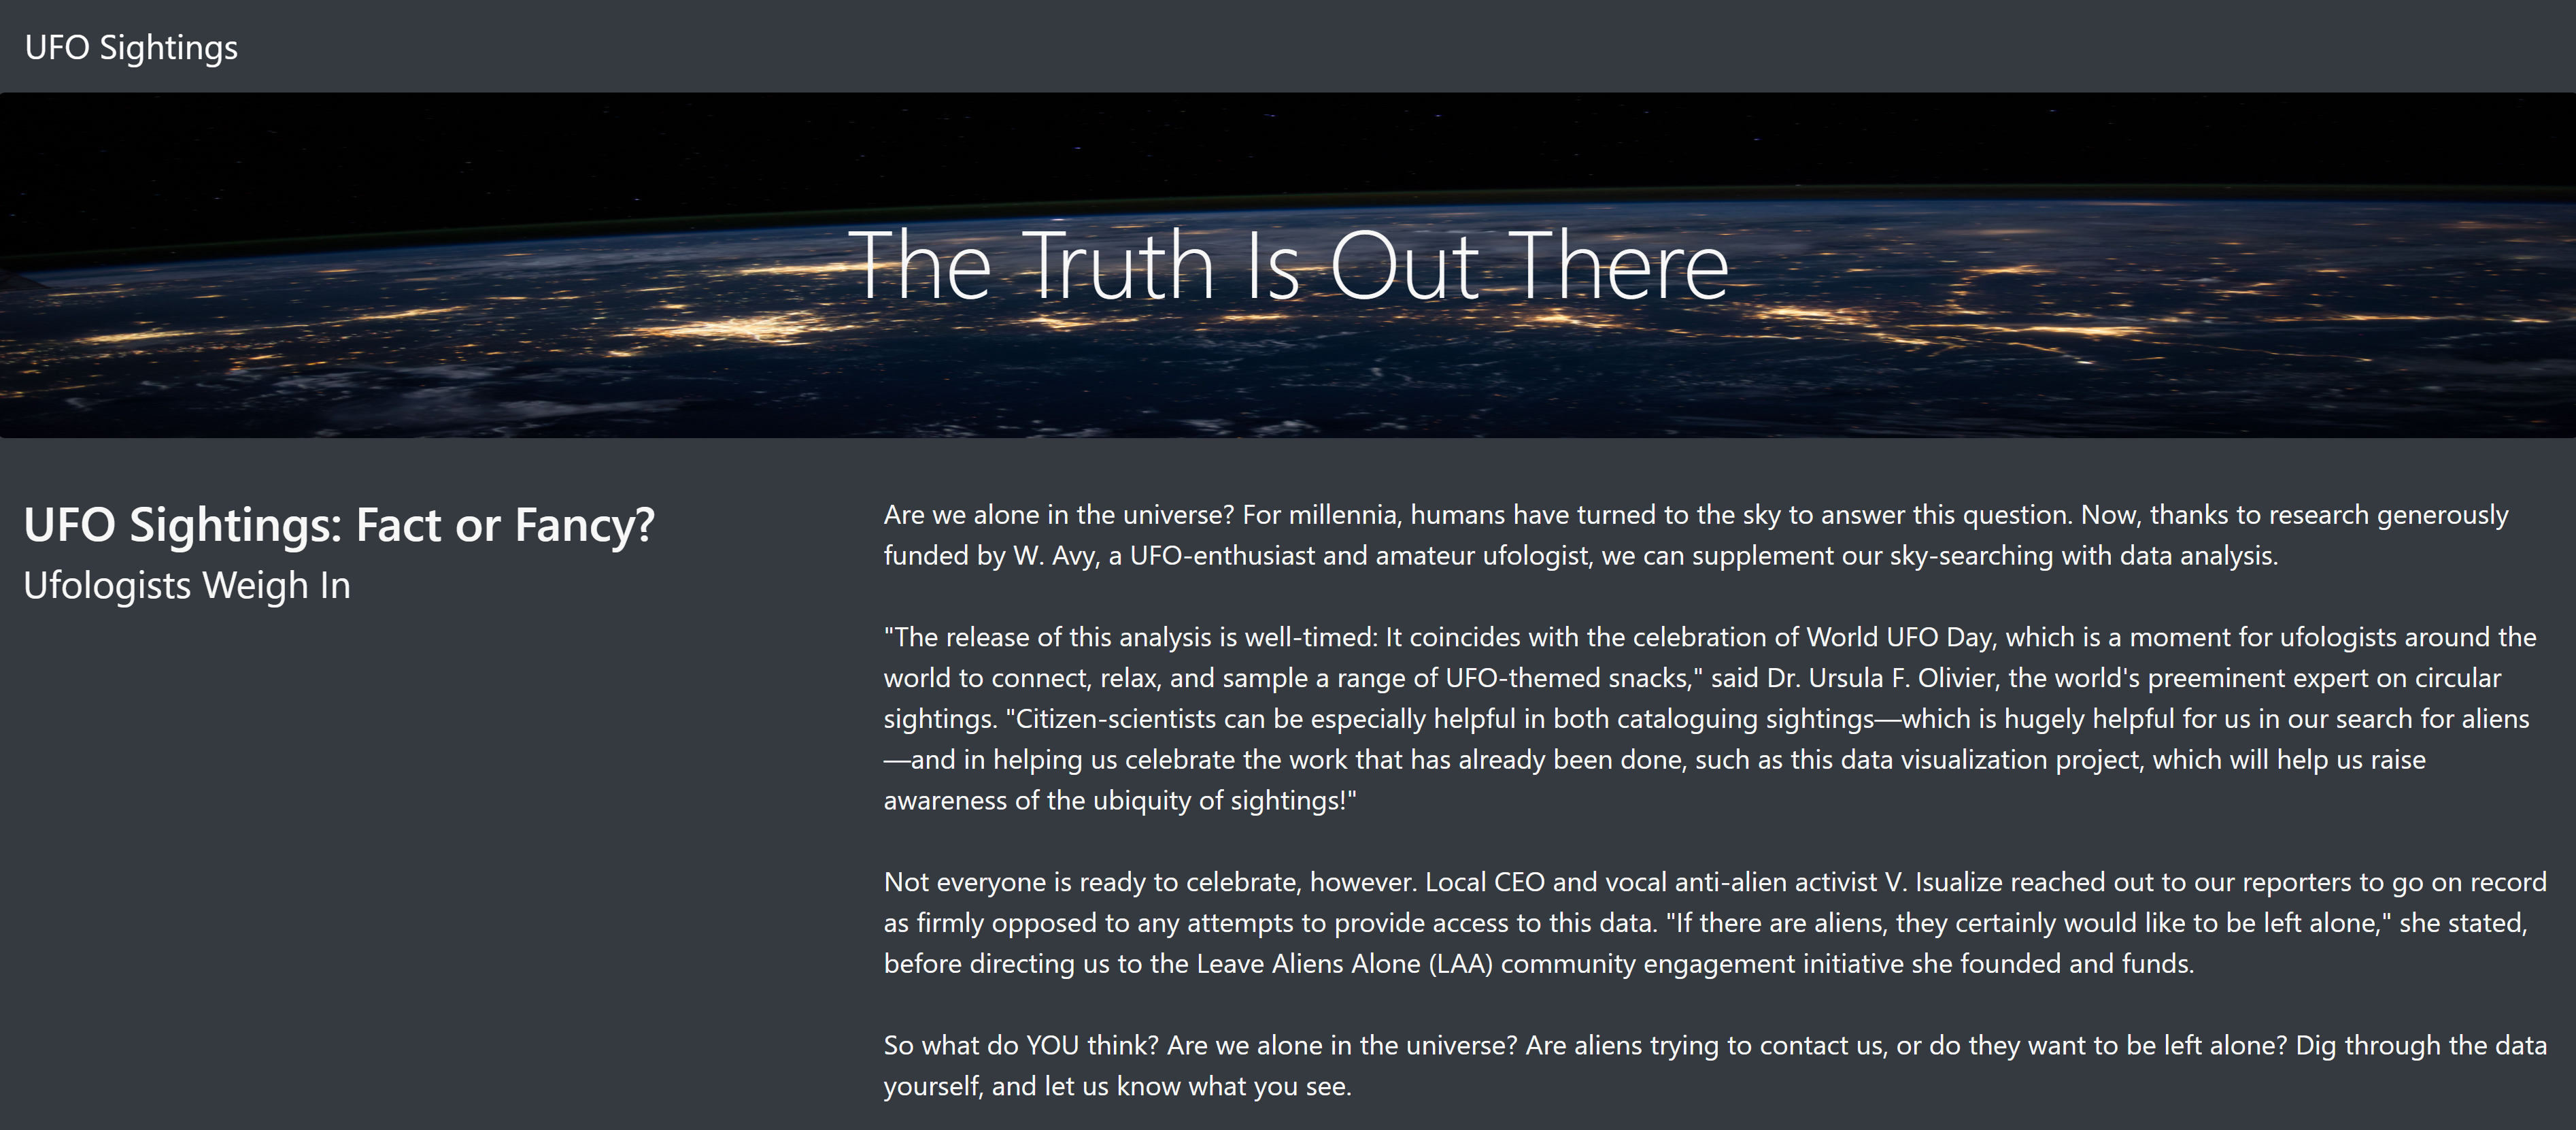 UFO Sightings
The Truth Is Out There
UFO Sightings: Fact or Fancy?
Ufologists Weigh In
Are we alone in the universe? For millennia, humans have turned to the sky to answer this question. Now, thanks to research generously
funded by W. Avy, a UFO-enthusiast and amateur ufologist, we can supplement our sky-searching with data analysis.
"The release of this analysis is well-timed: It coincides with the celebration of World UFO Day, which is a moment for ufologists around the
world to connect, relax, and sample a range of UFO-themed snacks," said Dr. Ursula F. Olivier, the world's preeminent expert on circular
sightings. "Citizen-scientists can be especially helpful in both cataloguing sightings—which is hugely helpful for us in our search for aliens
—and in helping us celebrate the work that has already been done, such as this data visualization project, which will help us raise
awareness of the ubiquity of sightings!"
Not everyone is ready to celebrate, however. Local CEO and vocal anti-alien activist V. Isualize reached out to our reporters to go on record
as firmly opposed to any attempts to provide access to this data. "If there are aliens, they certainly would like to be left alone," she stated,
before directing us to the Leave Aliens Alone (LAA) community engagement initiative she founded and funds.
So what do YOU think? Are we alone in the universe? Are aliens trying to contact us, or do they want to be left alone? Dig through the data
yourself, and let us know what you see.